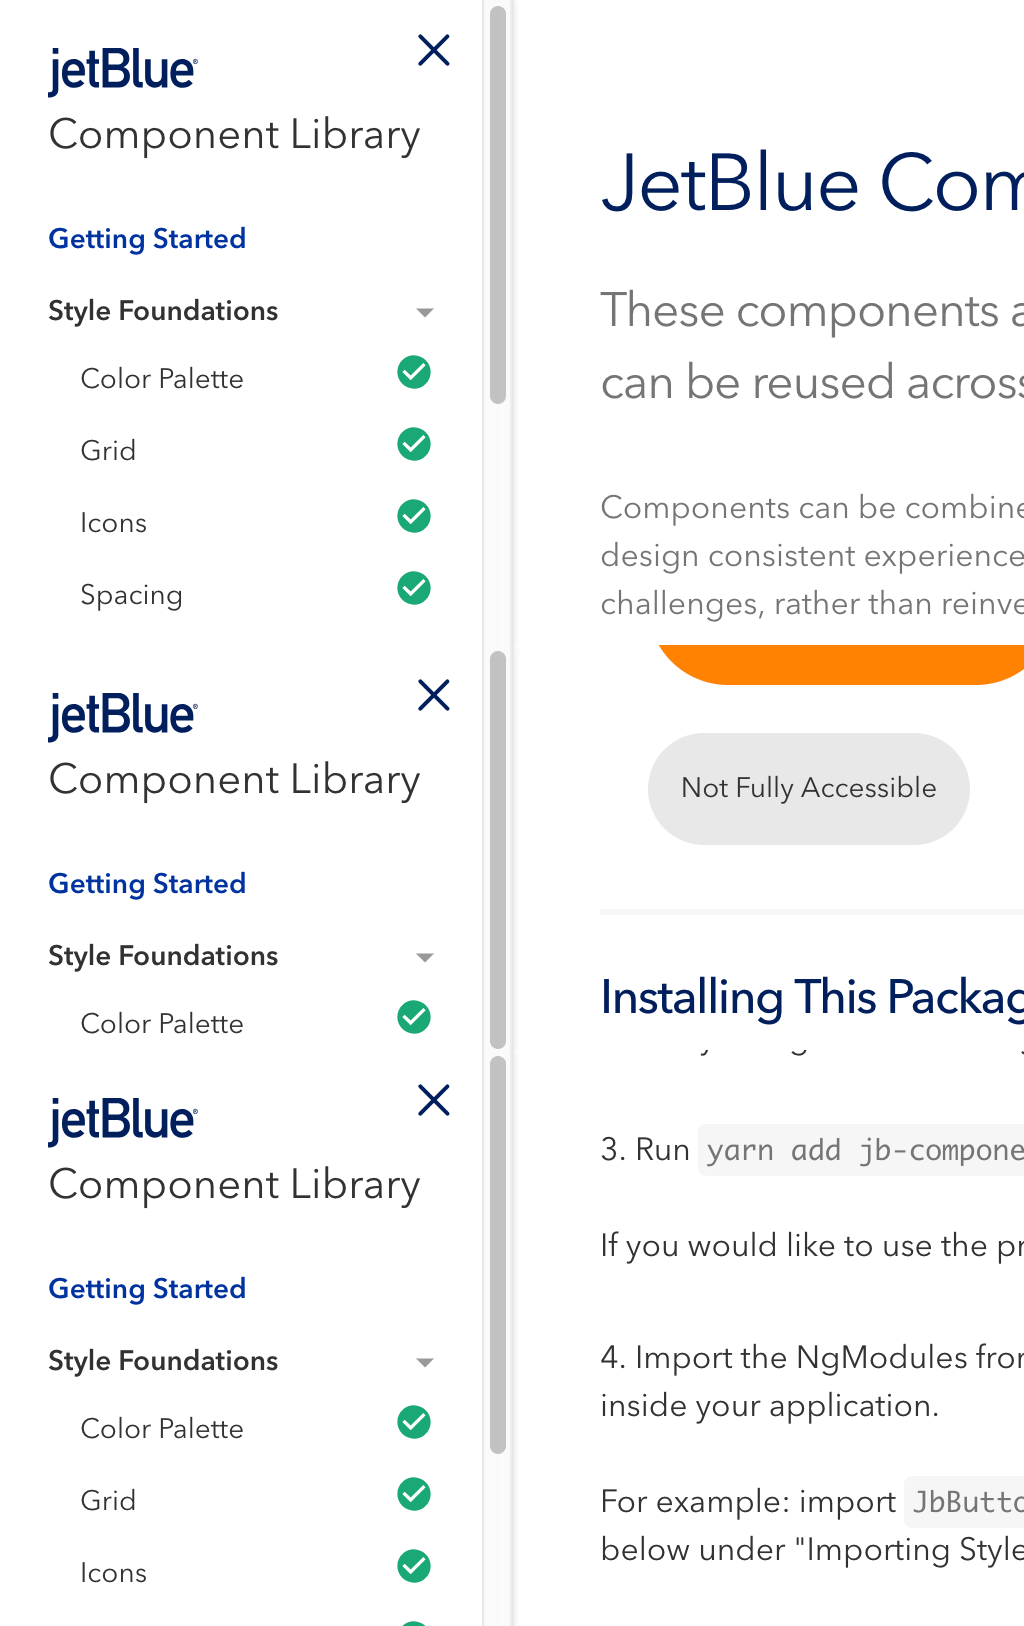 jetBlue
Component Library
Getting Started
Style Foundations
Color Palette
Grid
Icons
Spacing
JetBlue Com
These components a
can be reused across
Components can be combine
design consistent experience
challenges, rather than reinve
jetBlue
Component Library
Getting Started
Style Foundations
Color Palette
Not Fully Accessible
Installing This Packag
jetBlue
Component Library
Getting Started
Style Foundations
Color Palette
Grid
Icons
3. Run yarn add jb-compone
If you would like to use the pr
4. Import the NgModules from
inside your application.
For example: import JbButto
below under "Importing Style